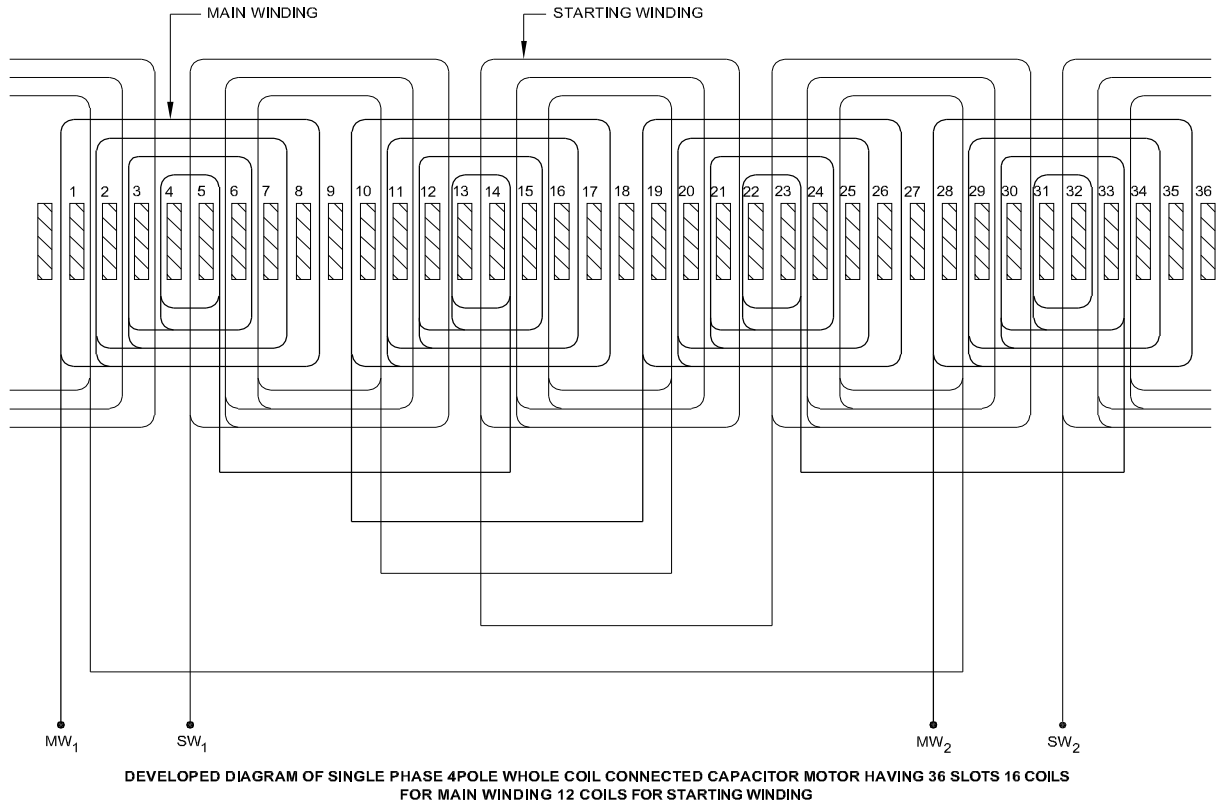 MAIN WINDING STARTING WINDING
1 2 3 4 5 6 7 8 9 10 11 12 13 14 15 16 17 18 19 20 21 22 23 24 25 26 27 28 29 30 31 32 33 34 35 36
MW1 SW1 MW2 SW2
DEVELOPED DIAGRAM OF SINGLE PHASE 4POLE WHOLE COIL CONNECTED CAPACITOR MOTOR HAVING 36 SLOTS 16 COILS
FOR MAIN WINDING 12 COILS FOR STARTING WINDING